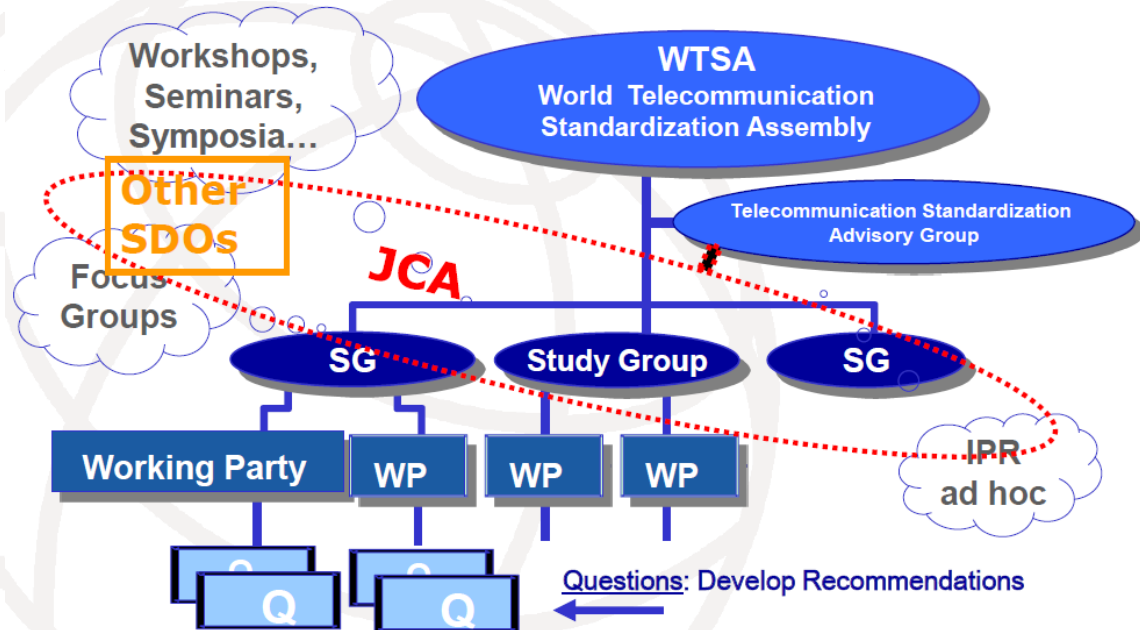 Workshops,
Seminars,
Symposia...
WTSA
World Telecommunication
Standardization Assembly
Other
SDOs
Telecommunication Standardization
Advisory Group
JCA
Focus
Groups
SG
Study Group
SG
Working Party
WP
WP
WP
IPR
ad hoc
Q
Q
Q
Q
Questions: Develop Recommendations